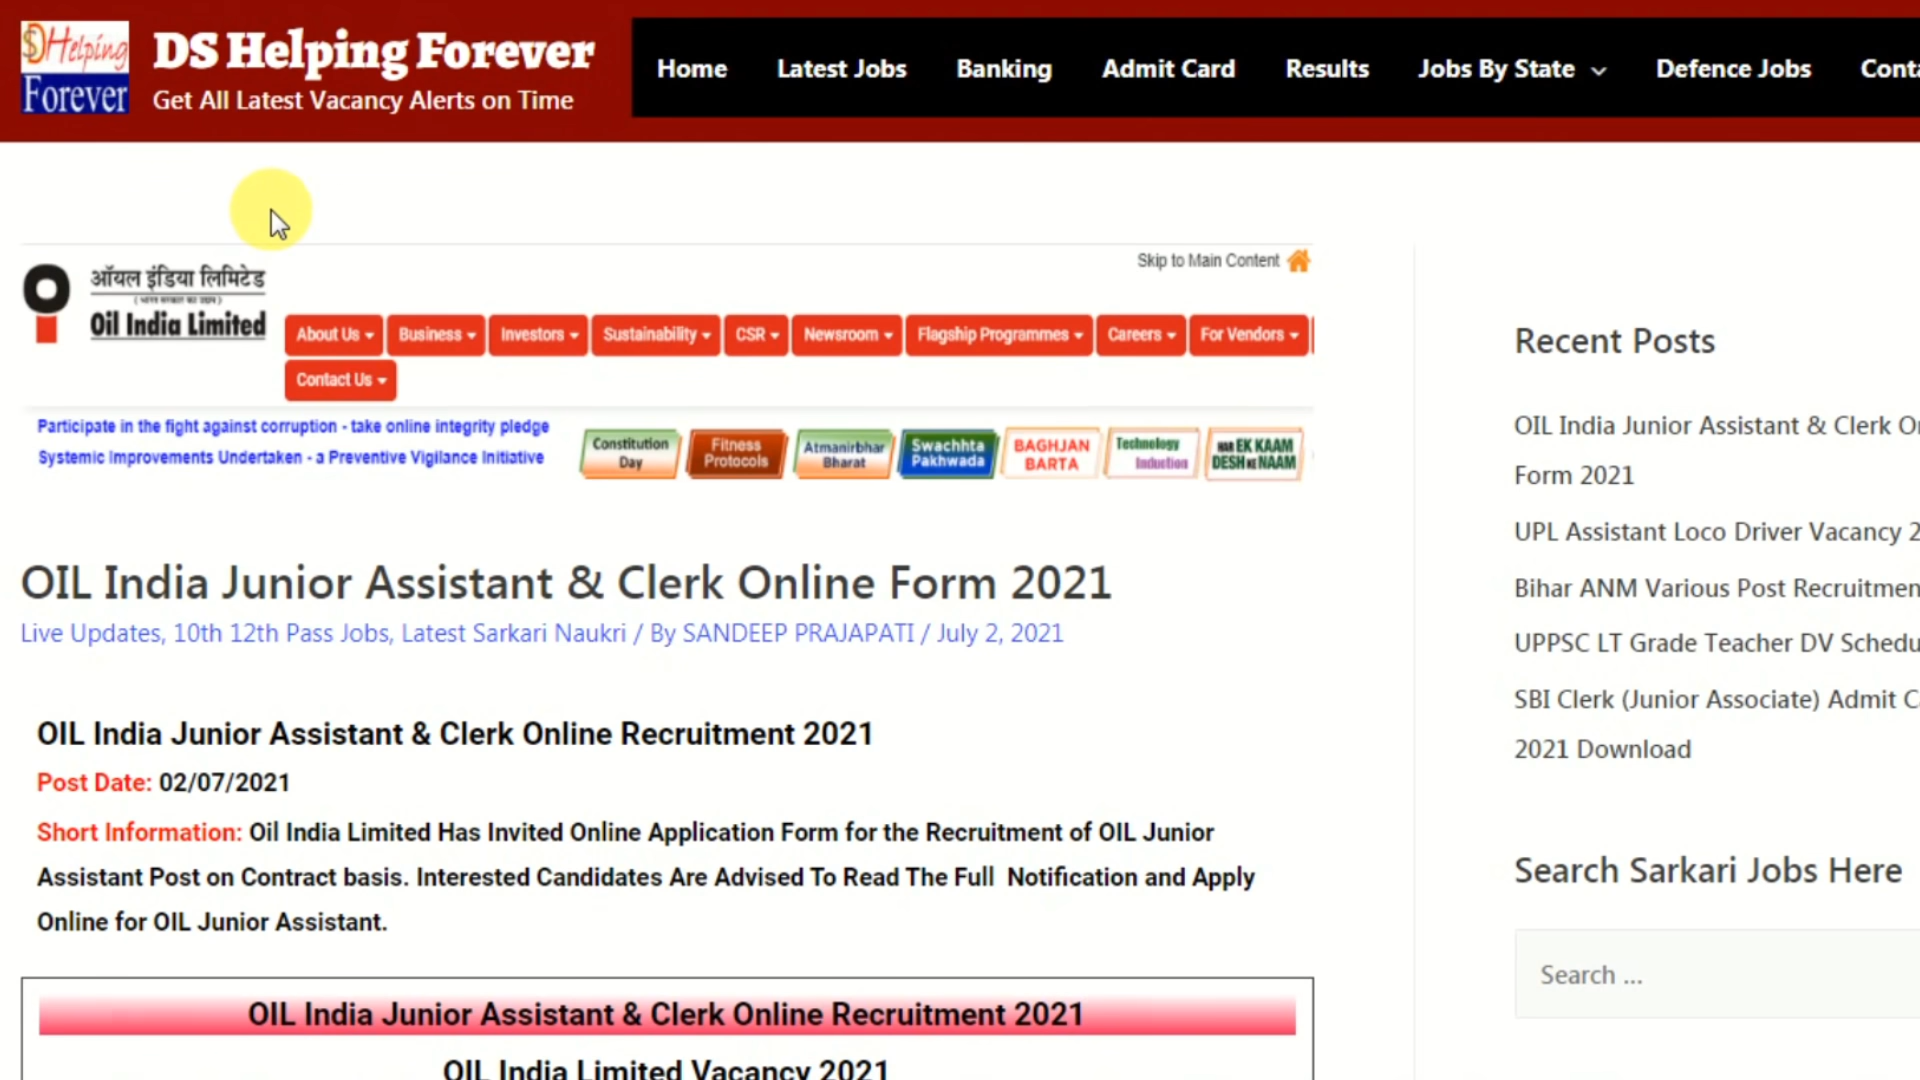 DHelping
Forever
DS Helping Forever
Get All Latest Vacancy Alerts on Time
Home Latest Jobs Banking Admit Card Results Jobs By State Defence Jobs Conta
Skip to Main Content
ऑयल इंडिया लिमिटेड
Oil India Limited
About Us Business Investors Sustainability CSR Newsroom Flagship Programmes Careers For Vendors
Contact Us
Participate in the fight against corruption - take online integrity pledge
Systemic Improvements Undertaken - a Preventive Vigilance Initiative
Constitution Day
Fitness Protocols
Atmanirbhar Bharat
Swachhta Pakhwada
BAGHJAN BARTA
Technology Induction
HAR EK KAAM DESH KE NAAM
OIL India Junior Assistant & Clerk Online Form 2021
Live Updates, 10th 12th Pass Jobs, Latest Sarkari Naukri / By SANDEEP PRAJAPATI / July 2, 2021
OIL India Junior Assistant & Clerk Online Recruitment 2021
Post Date: 02/07/2021
Short Information: Oil India Limited Has Invited Online Application Form for the Recruitment of OIL Junior
Assistant Post on Contract basis. Interested Candidates Are Advised To Read The Full Notification and Apply
Online for OIL Junior Assistant.
OIL India Junior Assistant & Clerk Online Recruitment 2021
OIL India Limited Vacancy 2021
Recent Posts
OIL India Junior Assistant & Clerk On
Form 2021
UPL Assistant Loco Driver Vacancy 2
Bihar ANM Various Post Recruitmen
UPPSC LT Grade Teacher DV Schedu
SBI Clerk (Junior Associate) Admit C
2021 Download
Search Sarkari Jobs Here
Search ...